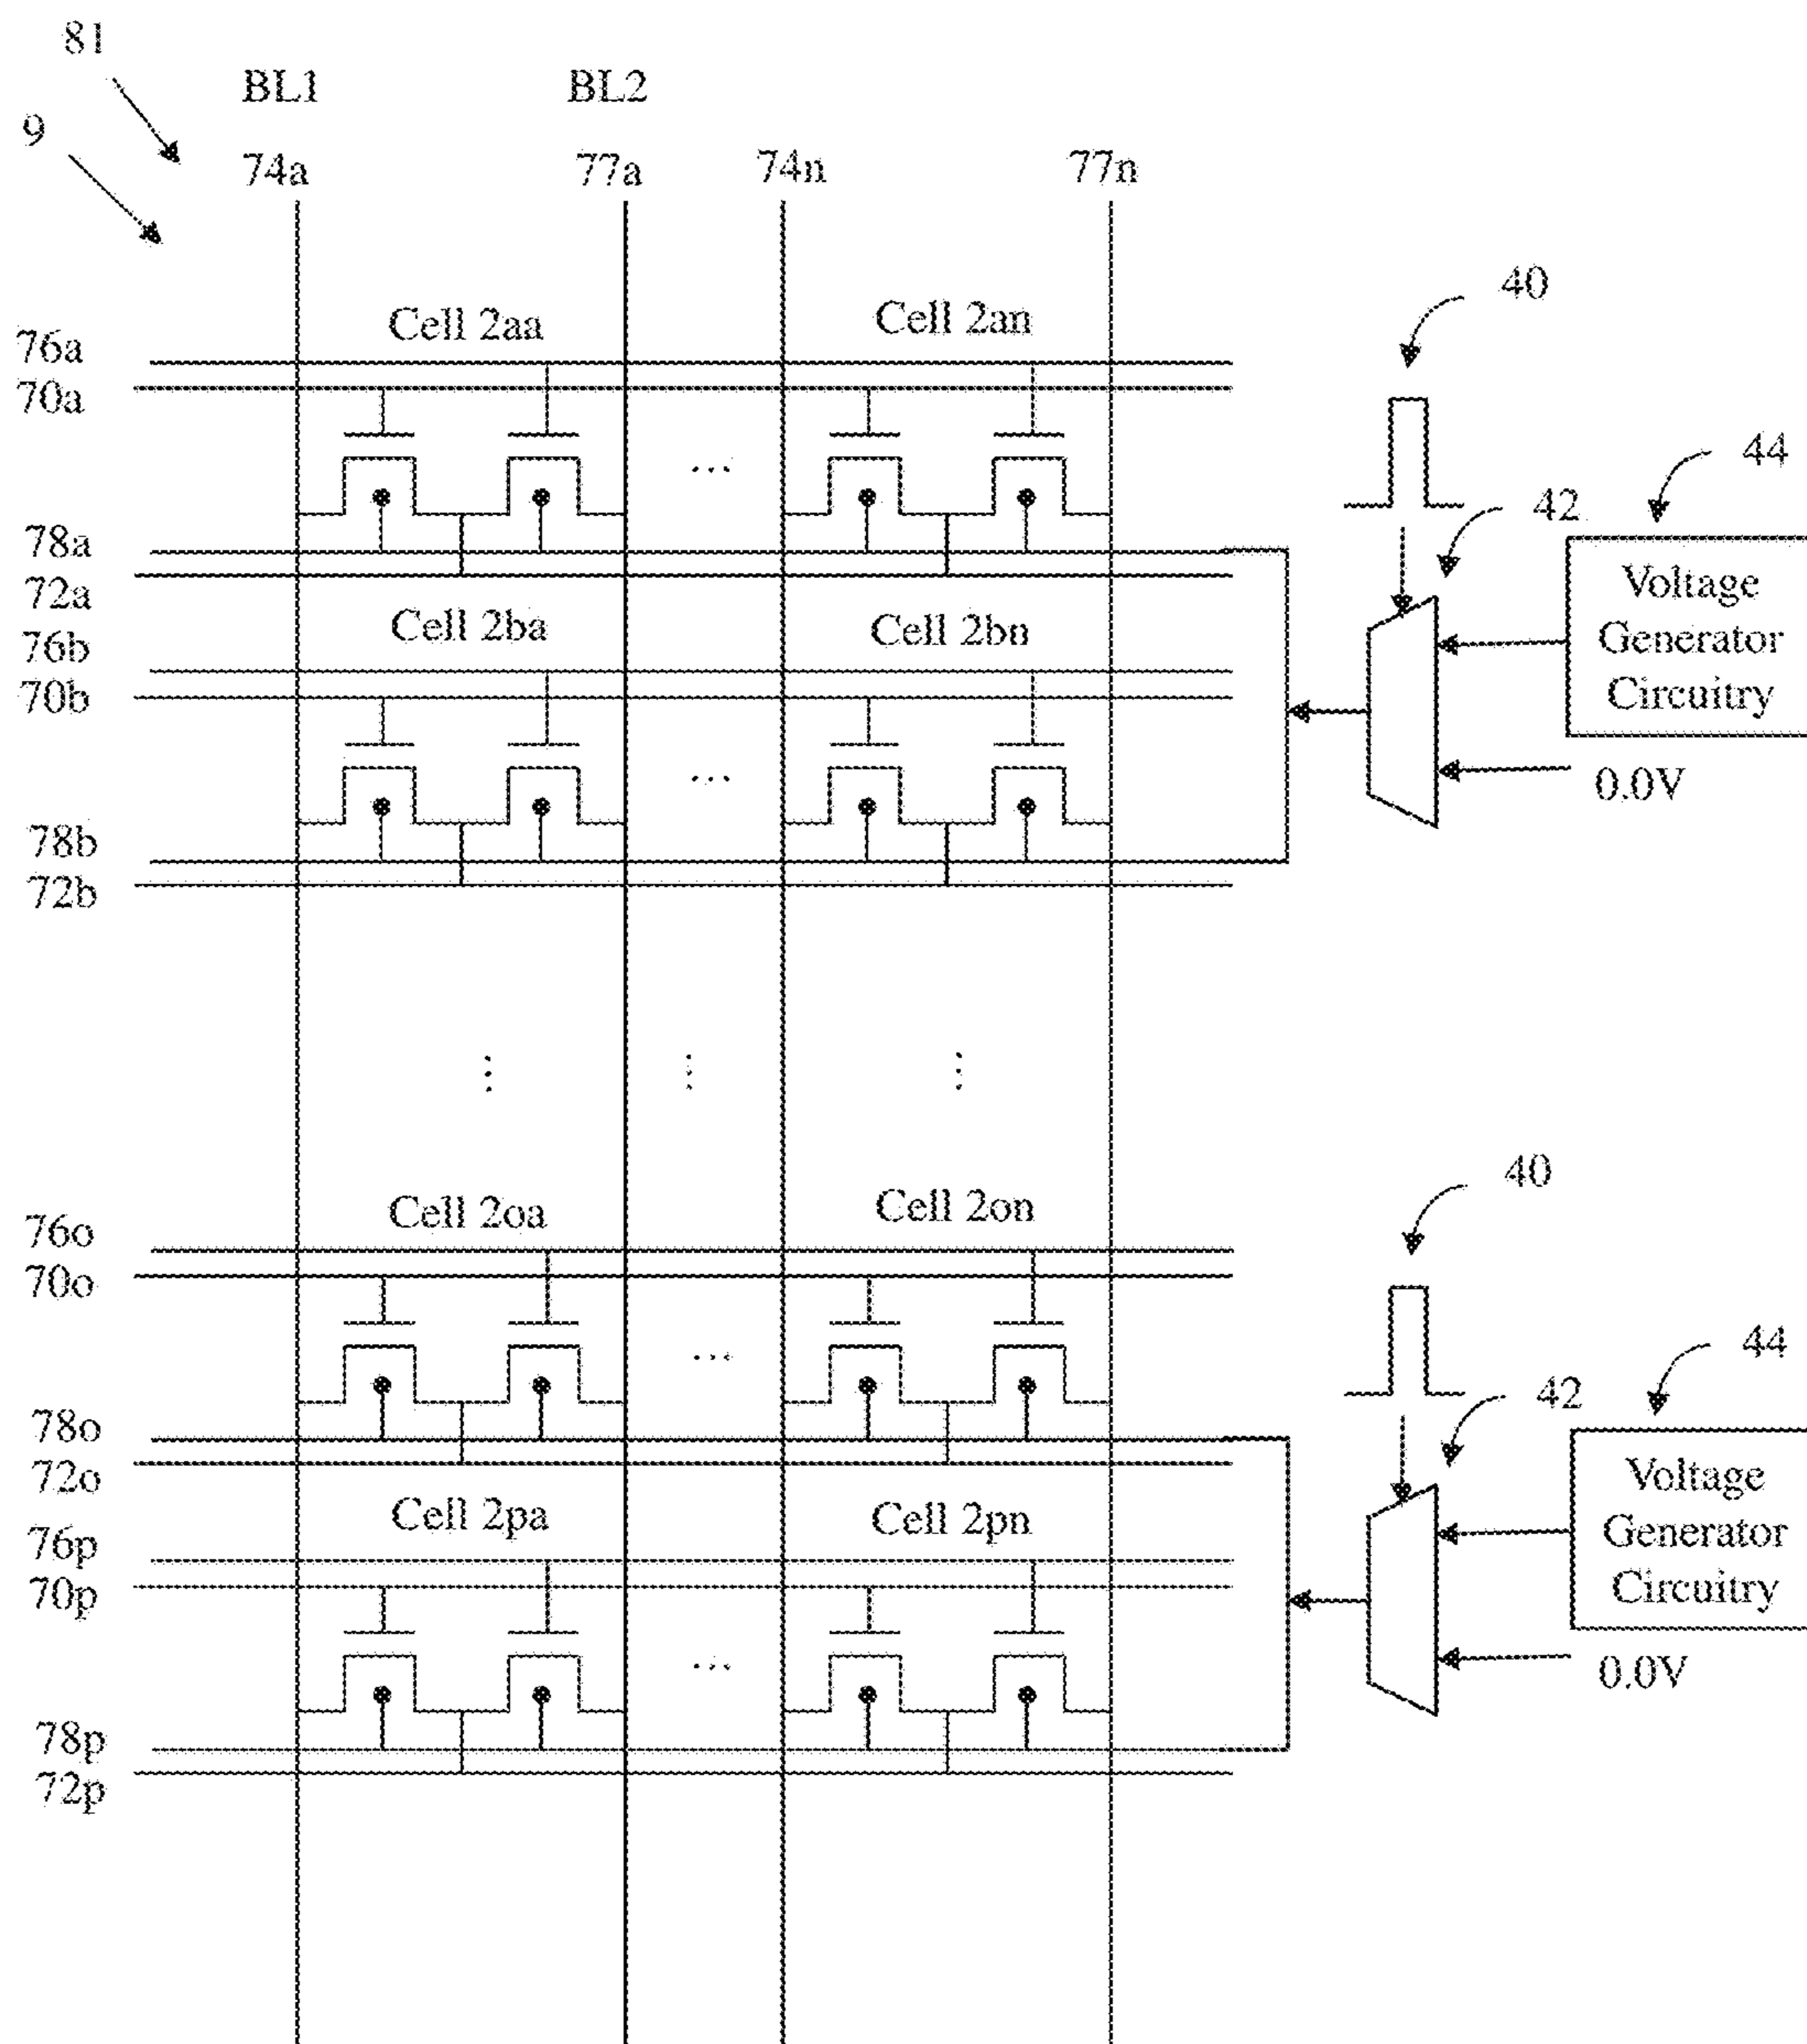 81
BL1 BL2
9
74a 77a 74n 77n
40
Cell 2aa Cell 2an
76a
70a
44
42
78a
72a
Voltage
Generator
Circuitry
Cell 2ba Cell 2bn
76b
70b
0.0V
78b
72b
...
40
Cell 2oa Cell 2on
76o
70o
44
42
78o
72o
Voltage
Generator
Circuitry
Cell 2pa Cell 2pn
76p
70p
0.0V
78p
72p